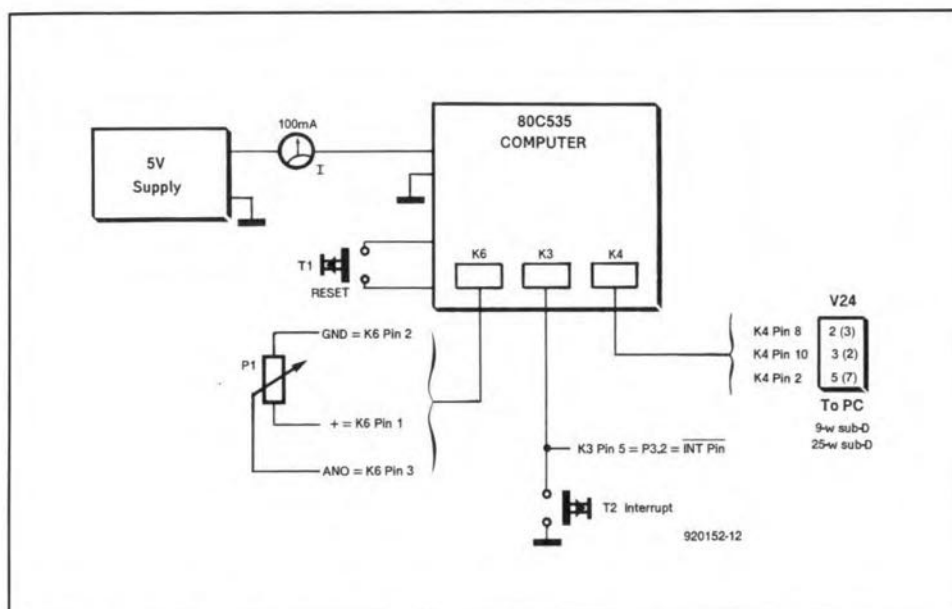 100mA
5V
Supply
I
80C535
COMPUTER
K6
K3
K4
T1
RESET
V24
K4 Pin 8
2 (3)
K4 Pin 10
3 (2)
K4 Pin 2
5 (7)
To PC
9-w sub-D
25-w sub-D
GND = K6 Pin 2
P1
+ = K6 Pin 1
ANO = K6 Pin 3
K3 Pin 5 = P3,2 = INT Pin
T2 Interrupt
920152-12